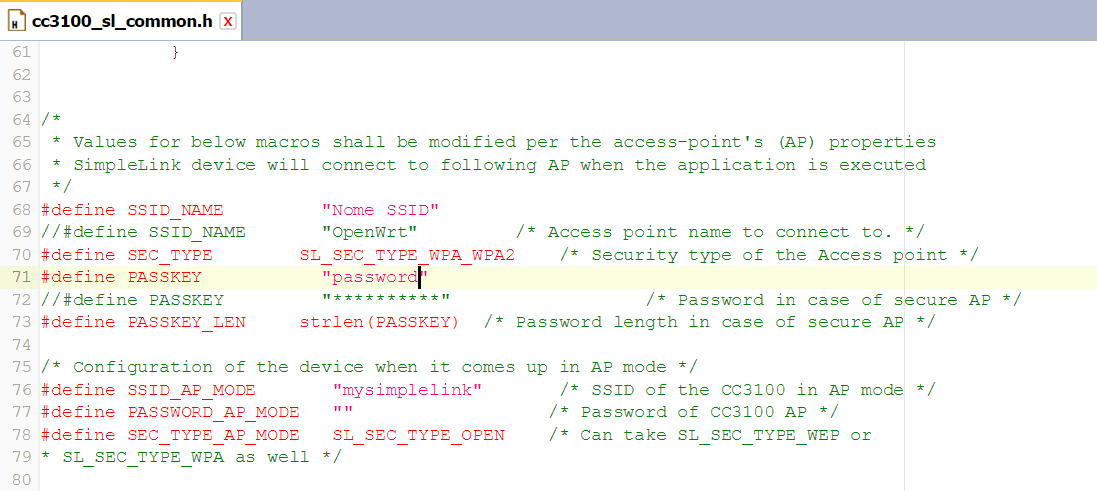 cc3100_sl_common.h x
61 }
62
63
64 /*
65 * Values for below macros shall be modified per the access-point's (AP) properties
66 * SimpleLink device will connect to following AP when the application is executed
67 */
68 #define SSID_NAME "Nome SSID"
69 //#define SSID_NAME "OpenWrt" /* Access point name to connect to. */
70 #define SEC_TYPE SL_SEC_TYPE_WPA_WPA2 /* Security type of the Access point */
71 #define PASSKEY "password"
72 //#define PASSKEY "**********" /* Password in case of secure AP */
73 #define PASSKEY_LEN strlen(PASSKEY) /* Password length in case of secure AP */
74
75 /* Configuration of the device when it comes up in AP mode */
76 #define SSID_AP_MODE "mysimplelink" /* SSID of the CC3100 in AP mode */
77 #define PASSWORD_AP_MODE "" /* Password of CC3100 AP */
78 #define SEC_TYPE_AP_MODE SL_SEC_TYPE_OPEN /* Can take SL_SEC_TYPE_WEP or
79 * SL_SEC_TYPE_WPA as well */
80